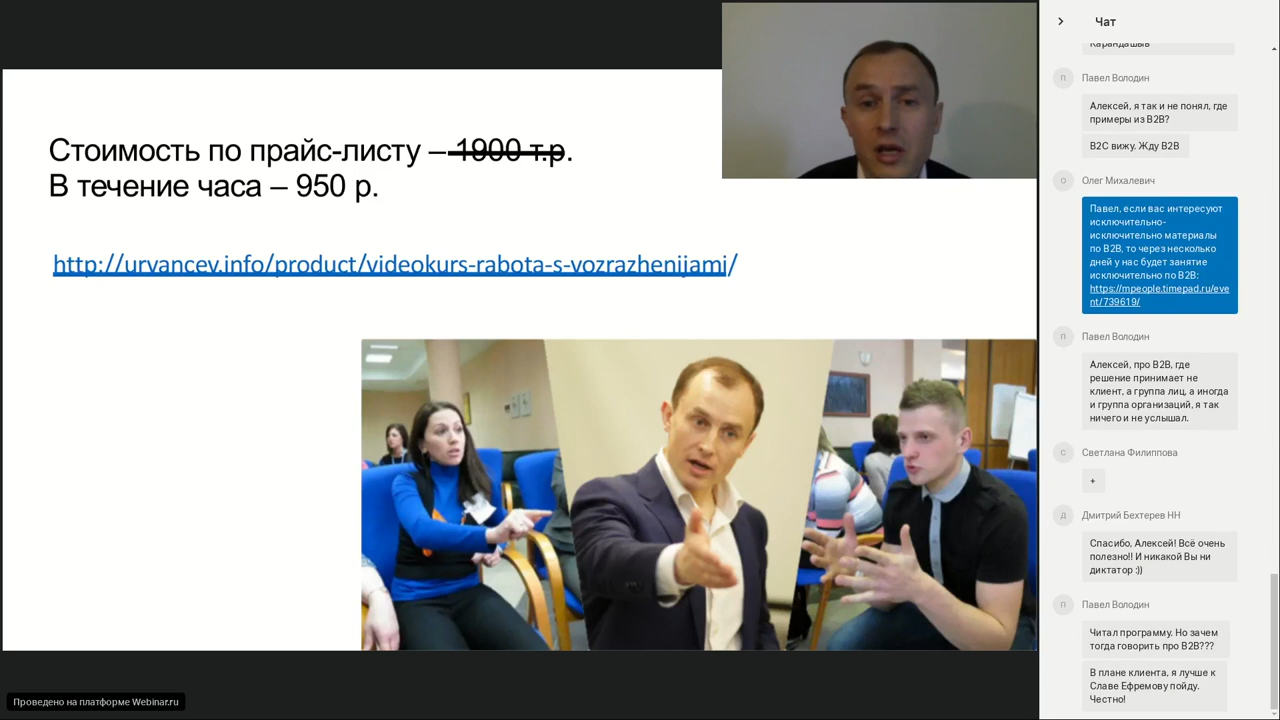 Стоимость по прайс-листу – 1900 т.р.
В течение часа – 950 р.
http://urvancev.info/product/videokurs-rabota-s-vozrazhenijami/
Проведено на платформе Webinar.ru
Чат
Карандашыв
Павел Володин
Алексей, я так и не понял, где
примеры из B2B?
B2C вижу. Жду B2B
Олег Михалевич
Павел, если вас интересуют
исключительно-
исключительно материалы
по B2B, то через несколько
дней у нас будет занятие
исключительно по B2B:
https://mpeople.timepad.ru/eve
nt/739619/
Павел Володин
Алексей, про B2B, где
решение принимает не
клиент, а группа лиц, а иногда
и группа организаций, я так
ничего и не услышал.
Светлана Филиппова
+
Дмитрий Бехтерев НН
Спасибо, Алексей! Всё очень
полезно!! И никакой Вы ни
диктатор :))
Павел Володин
Читал программу. Но зачем
тогда говорить про B2B???
В плане клиента, я лучше к
Славе Ефремову пойду.
Честно!